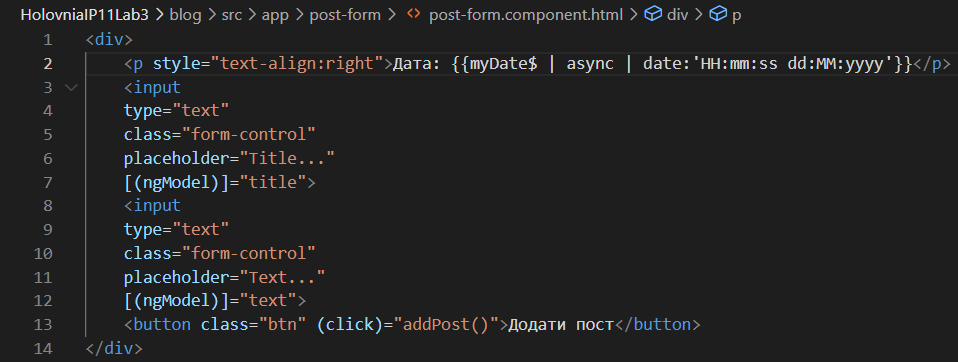 HolovniaIP11Lab3 > blog > src > app > post-form > <> post-form.component.html > div > p
1 <div>
2 <p style="text-align:right">Дата: {{myDate$ | async | date:'HH:mm:ss dd:MM:yyyy'}}</p>
3 <input
4 type="text"
5 class="form-control"
6 placeholder="Title..."
7 [(ngModel)]="title">
8 <input
9 type="text"
10 class="form-control"
11 placeholder="Text..."
12 [(ngModel)]="text">
13 <button class="btn" (click)="addPost()">Додати пост</button>
14 </div>